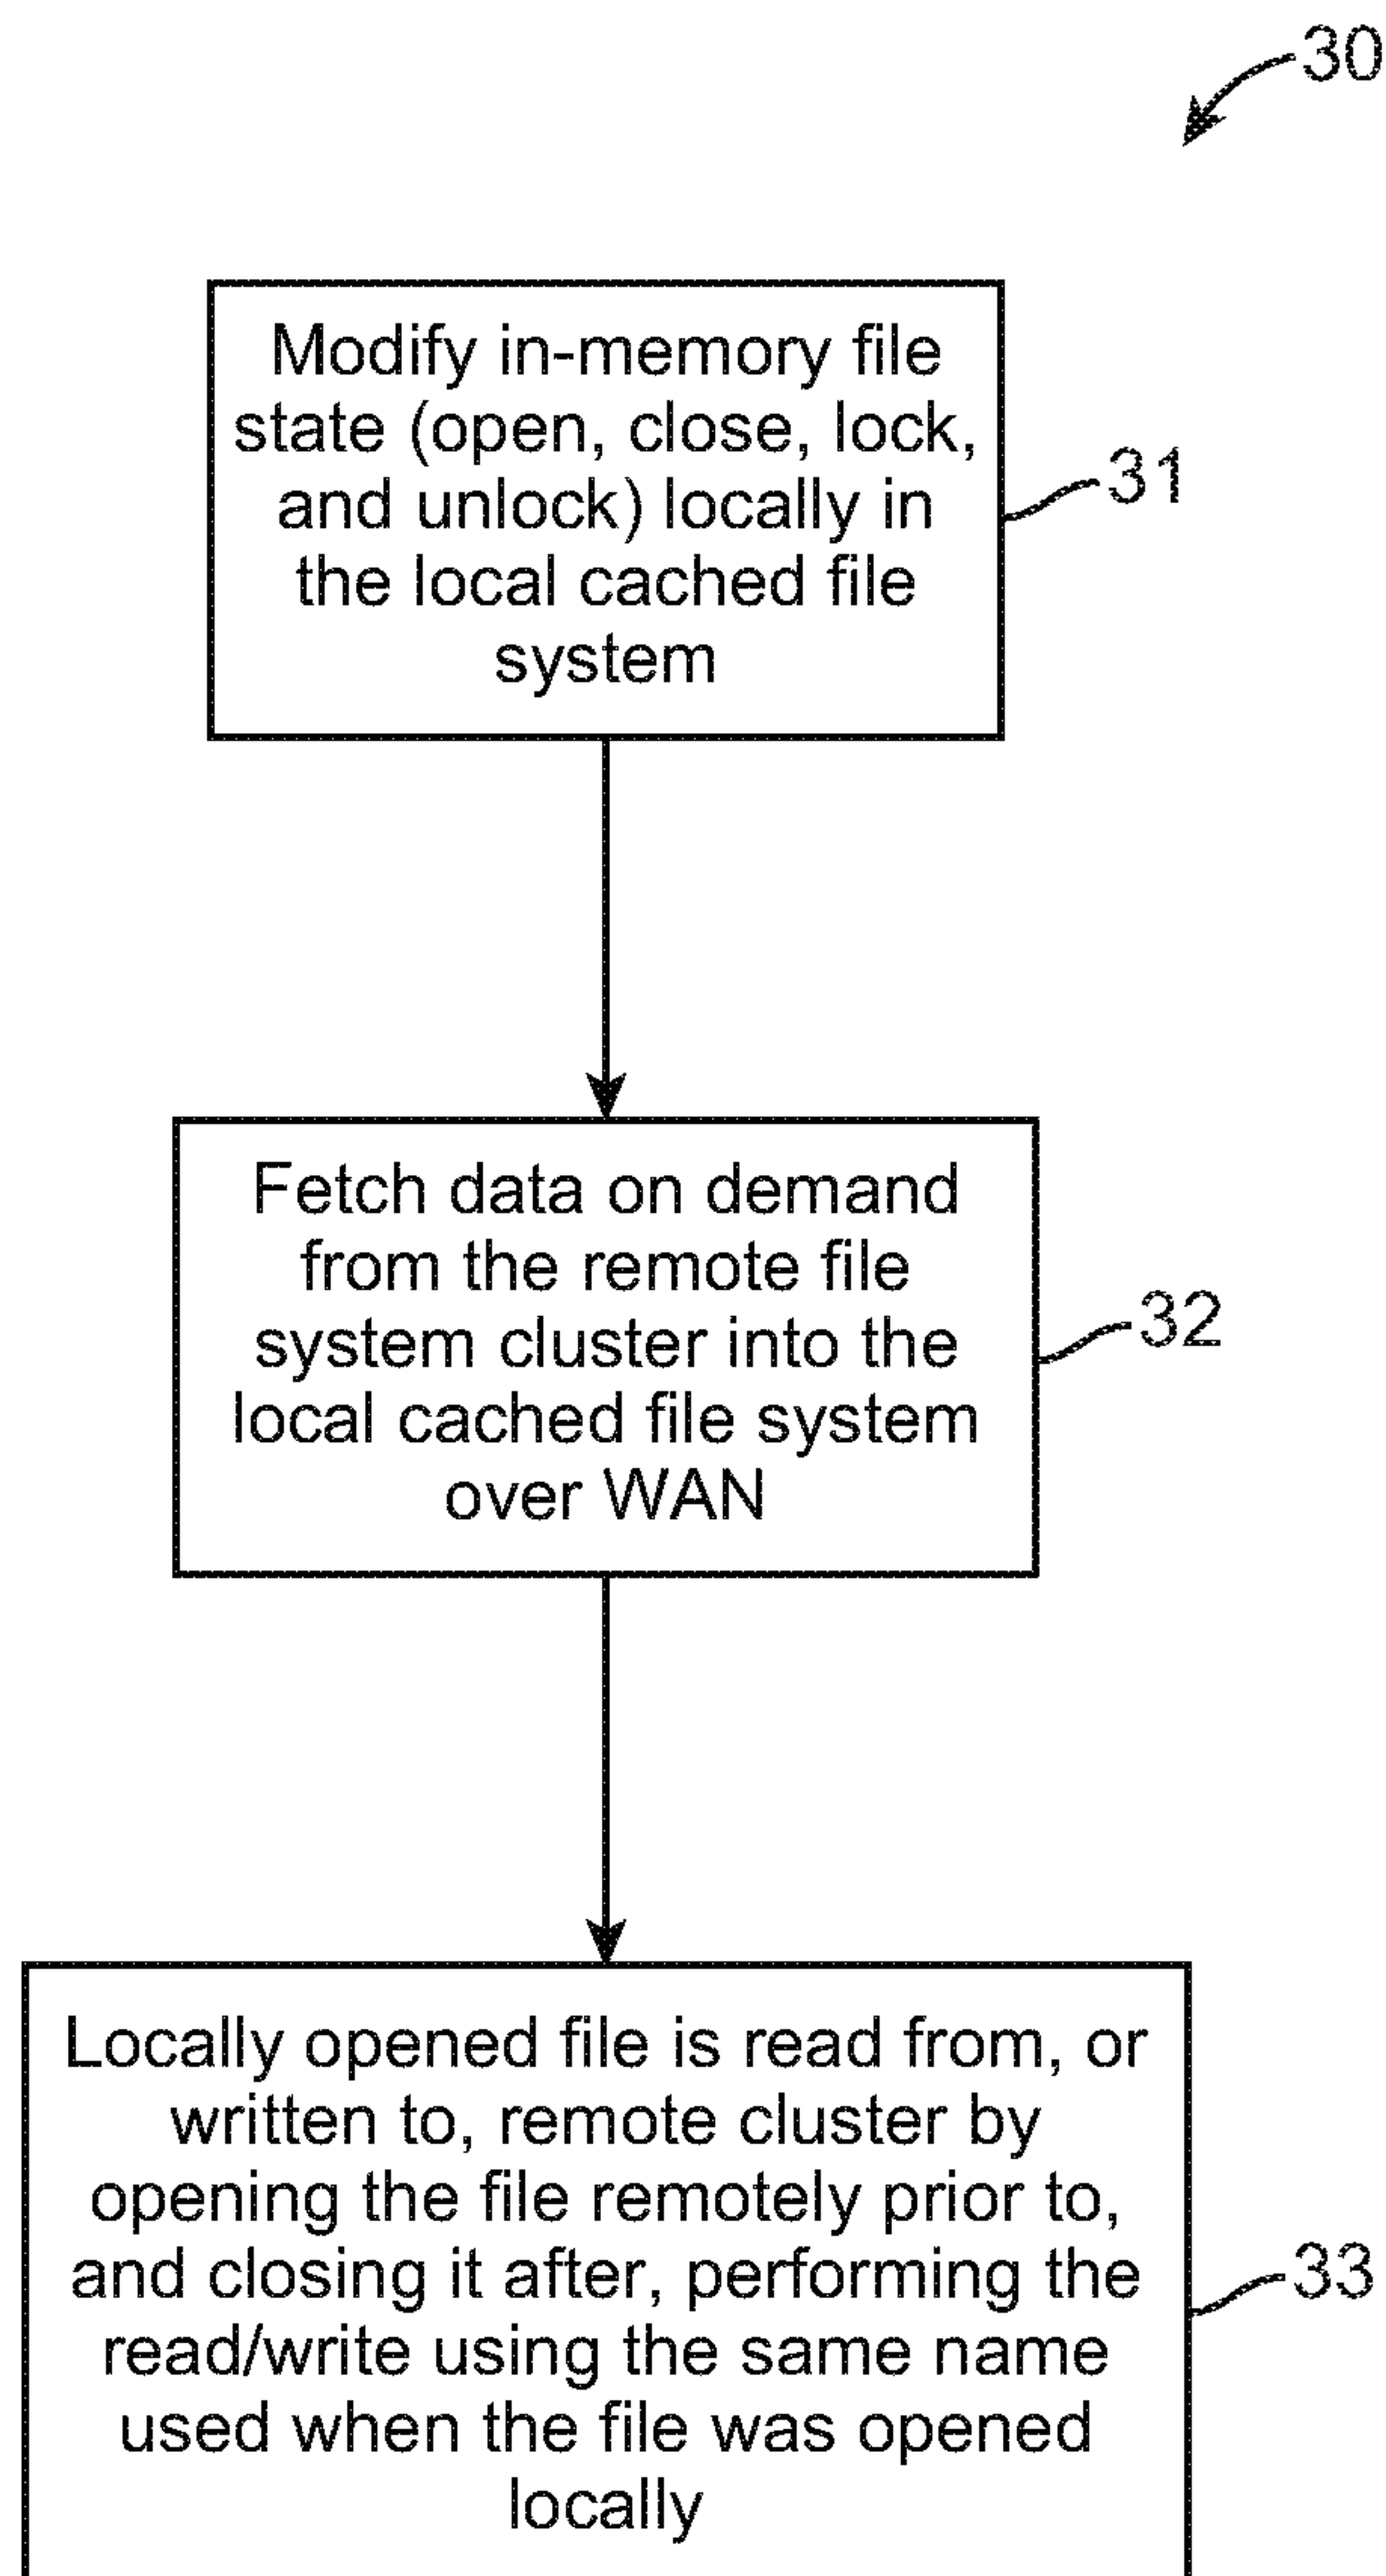 30
Modify in-memory file
state (open, close, lock,
and unlock) locally in
the local cached file
system
31
Fetch data on demand
from the remote file
system cluster into the
local cached file system
over WAN
32
Locally opened file is read from, or
written to, remote cluster by
opening the file remotely prior to,
and closing it after, performing the
read/write using the same name
used when the file was opened
locally
33